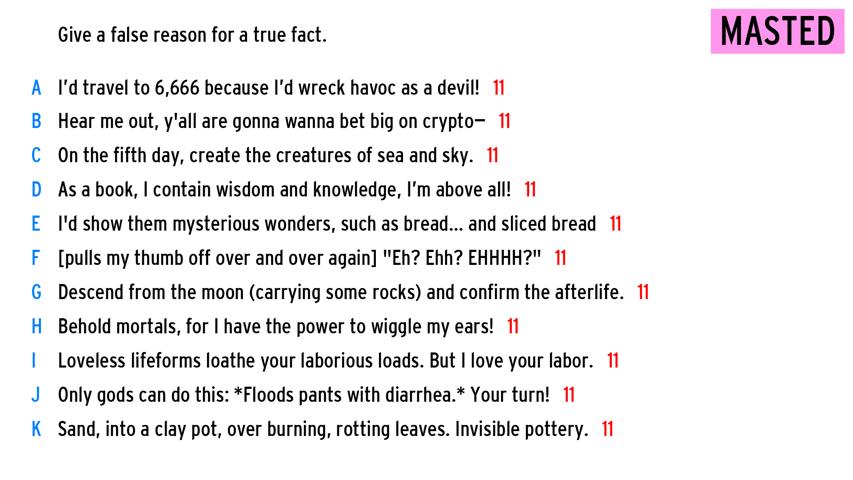 Give a false reason for a true fact.
MASTED
A I'd travel to 6,666 because I'd wreck havoc as a devil! 11
B Hear me out, y'all are gonna wanna bet big on crypto— 11
C On the fifth day, create the creatures of sea and sky. 11
D As a book, I contain wisdom and knowledge, I'm above all! 11
E I'd show them mysterious wonders, such as bread... and sliced bread 11
F [pulls my thumb off over and over again] "Eh? Ehh? EHHHH?" 11
G Descend from the moon (carrying some rocks) and confirm the afterlife. 11
H Behold mortals, for I have the power to wiggle my ears! 11
I Loveless lifeforms loathe your laborious loads. But I love your labor. 11
J Only gods can do this: *Floods pants with diarrhea.* Your turn! 11
K Sand, into a clay pot, over burning, rotting leaves. Invisible pottery. 11